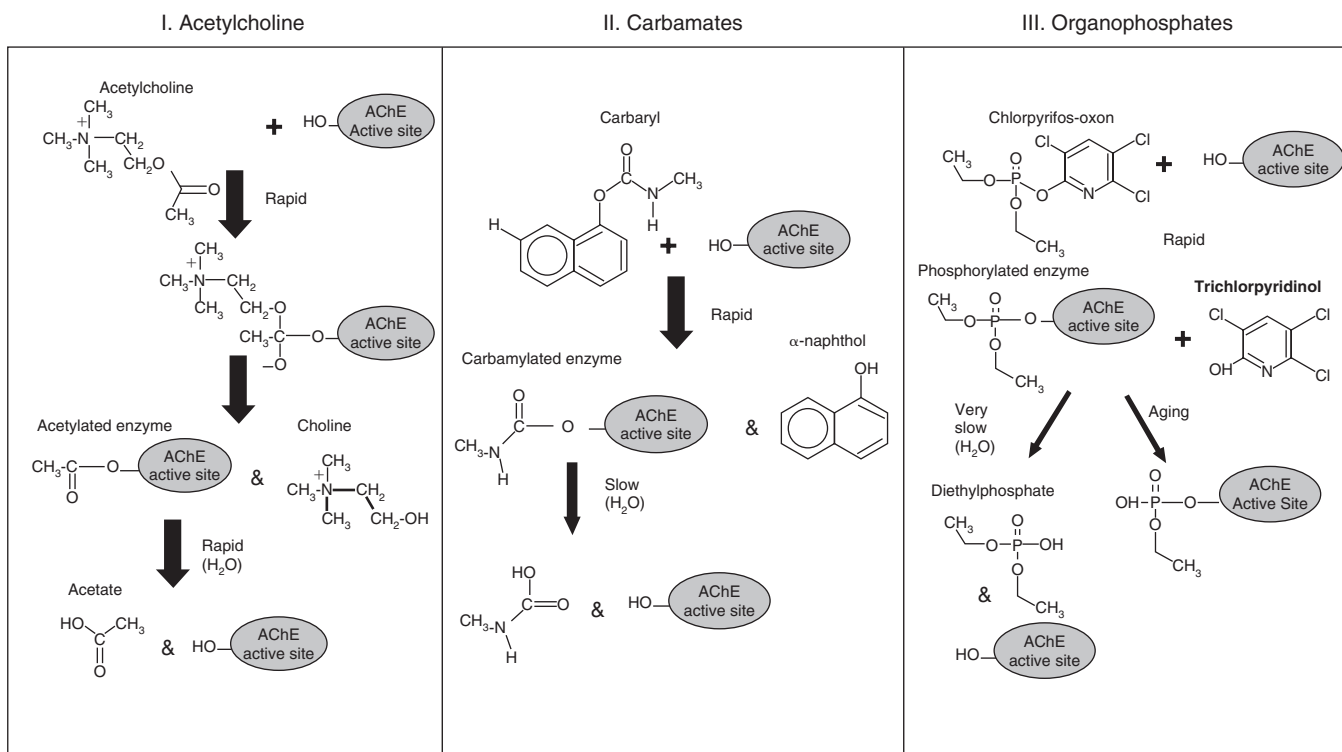 I. Acetylcholine
II. Carbamates
III. Organophosphates
Acetylcholine
CH₃
+
CH₃-N
CH₂
CH₃
CH₂O
O
CH₃
+
HO
AChE
Active site
Rapid
CH₃
+
CH₃-N
CH₂
CH₃
CH₂-O
CH₃-C
O
–O
AChE
active site
Acetylated enzyme
CH₃-C
O
O
AChE
active site
&
Choline
CH₃
+
CH₃-N
CH₂
CH₃
CH₂-OH
Rapid
(H₂O)
Acetate
HO
CH₃
C
O
&
HO
AChE
active site
Carbaryl
O
C
CH₃
O
N
H
H
+
HO
AChE
active site
Rapid
Carbamylated enzyme
O
C
O
CH₃-N
H
AChE
active site
&
α-naphthol
OH
Slow
(H₂O)
HO
C
O
CH₃-N
H
&
HO
AChE
active site
Chlorpyrifos-oxon
CH₃
O
O
P
O
O
CH₃
Cl
Cl
Cl
N
+
HO
AChE
active site
Rapid
Phosphorylated enzyme
CH₃
O
O
P
O
O
CH₃
AChE
active site
+
Trichlorpyridinol
Cl
Cl
OH
N
Cl
Very
slow
(H₂O)
Aging
Diethylphosphate
CH₃
O
O
P
OH
O
CH₃
&
HO
AChE
active site
O
OH-P
O
O
CH₃
AChE
Active Site